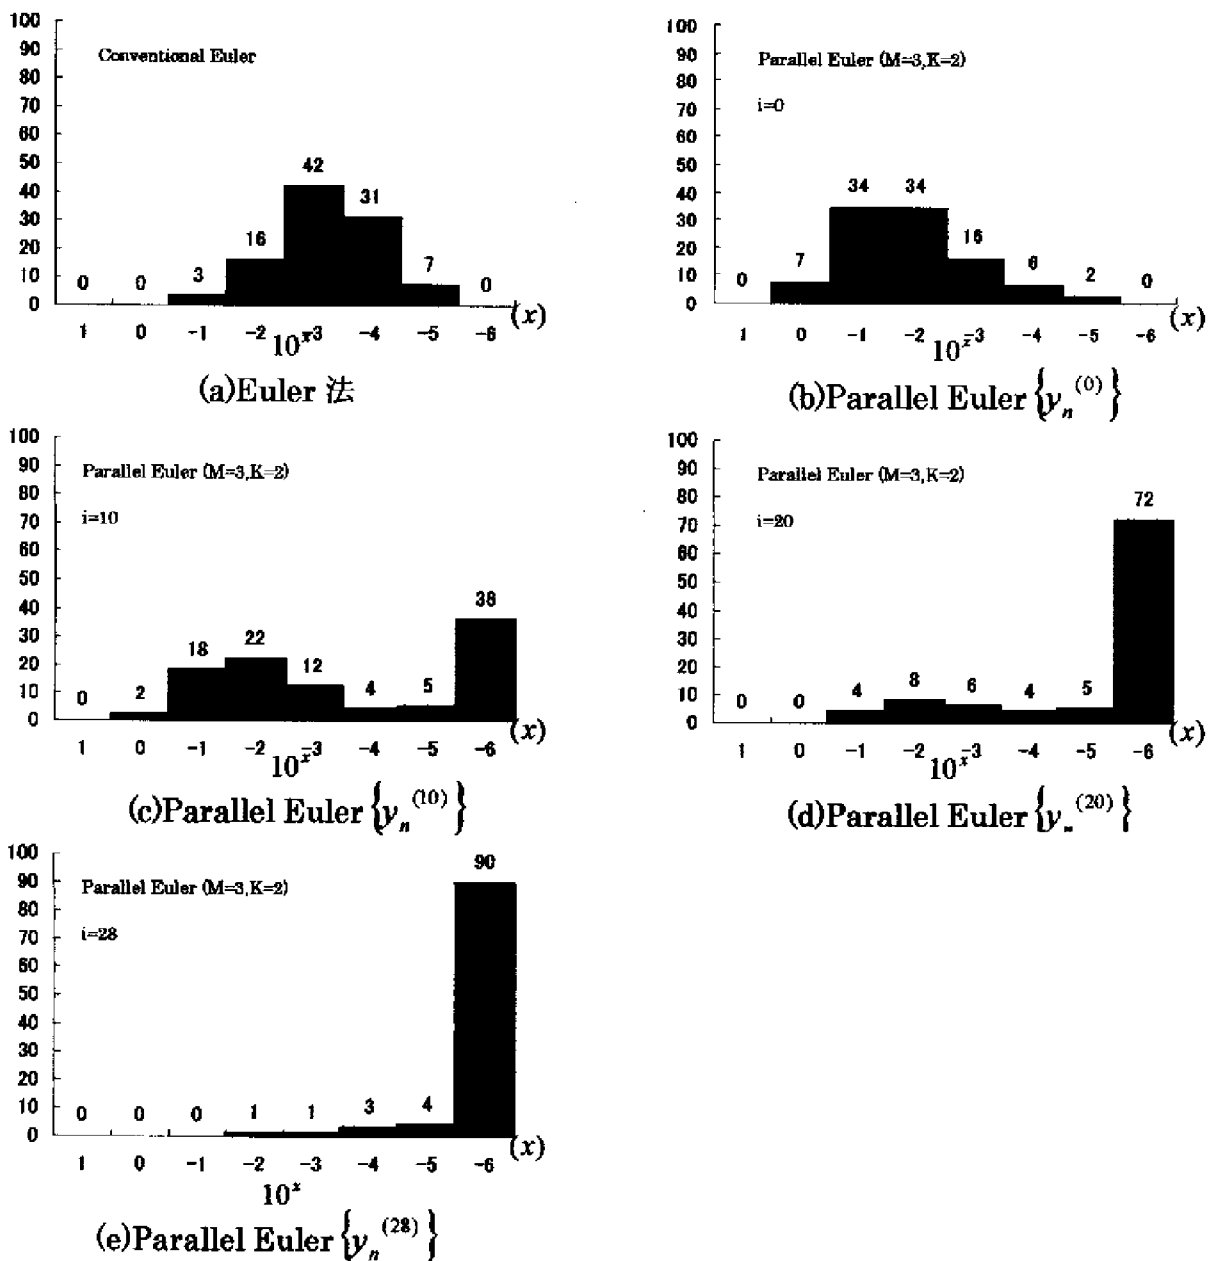 100
90
Conventional Euler
80
70
60
50
42
40
31
30
20
16
10
0 0 3 7 0
0
1 0 -1 -2 -3 -4 -5 -6 (x)
10^x
(a)Euler 法
100
90
Parallel Euler (M=3,K=2)
80
i=0
70
60
50
40
34 34
30
20
16
10
0 7 6 2 0
0
1 0 -1 -2 -3 -4 -5 -6 (x)
10^x
(b)Parallel Euler {y_n^(0)}
100
90
Parallel Euler (M=3,K=2)
80
70
i=10
60
50
40
38
30
22
20
18 12
10
0 2 4 5
0
1 0 -1 -2 -3 -4 -5 -6 (x)
10^x
(c)Parallel Euler {y_n^(10)}
100
90
Parallel Euler (M=3,K=2)
80
72
70
i=20
60
50
40
30
20
10
0 0 4 8 6 4 5
0
1 0 -1 -2 -3 -4 -5 -6 (x)
10^x
(d)Parallel Euler {y^(20)}
100
90
90
Parallel Euler (M=3,K=2)
80
70
i=28
60
50
40
30
20
10
0 0 0 1 1 3 4
0
1 0 -1 -2 -3 -4 -5 -6 (x)
10^x
(e)Parallel Euler {y_n^(28)}